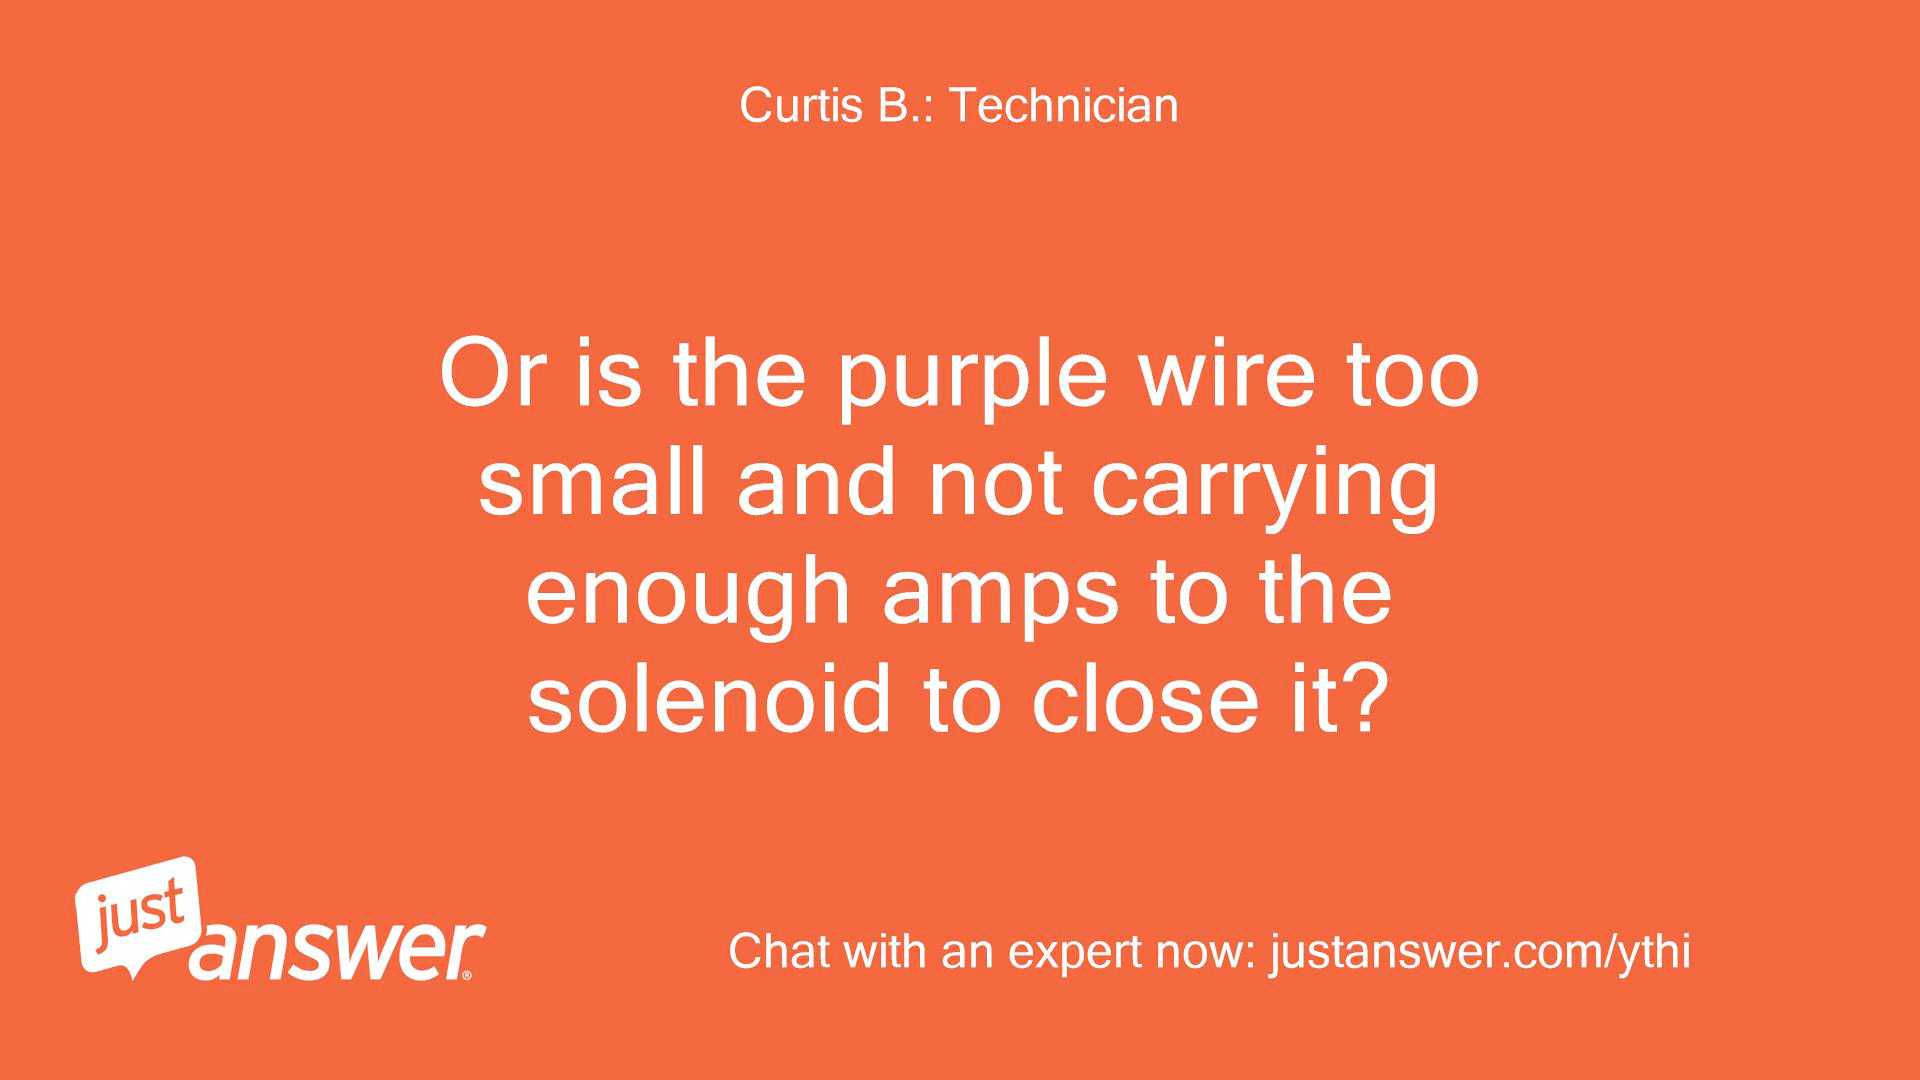 Curtis B.: Technician
Or is the purple wire too
small and not carrying
enough amps to the
solenoid to close it?
just
answer®
Chat with an expert now: justanswer.com/ythi